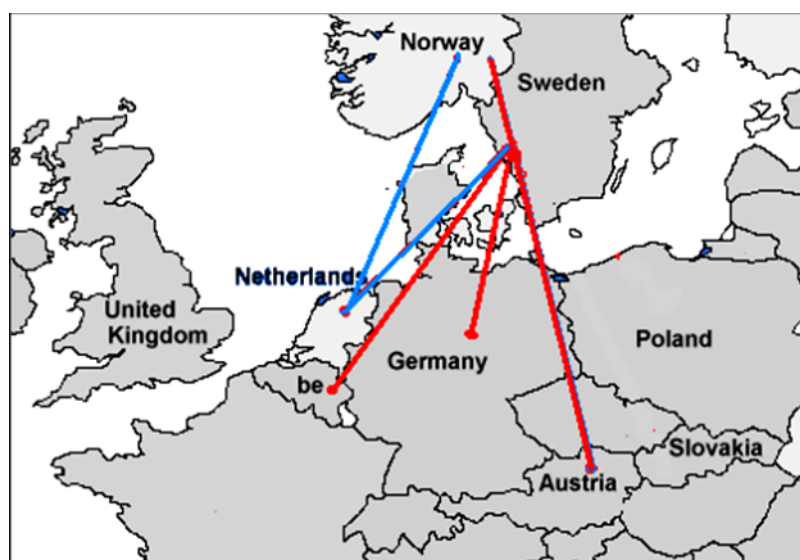 Norway
Sweden
Netherlands
United
Kingdom
Poland
Germany
be
Slovakia
Austria